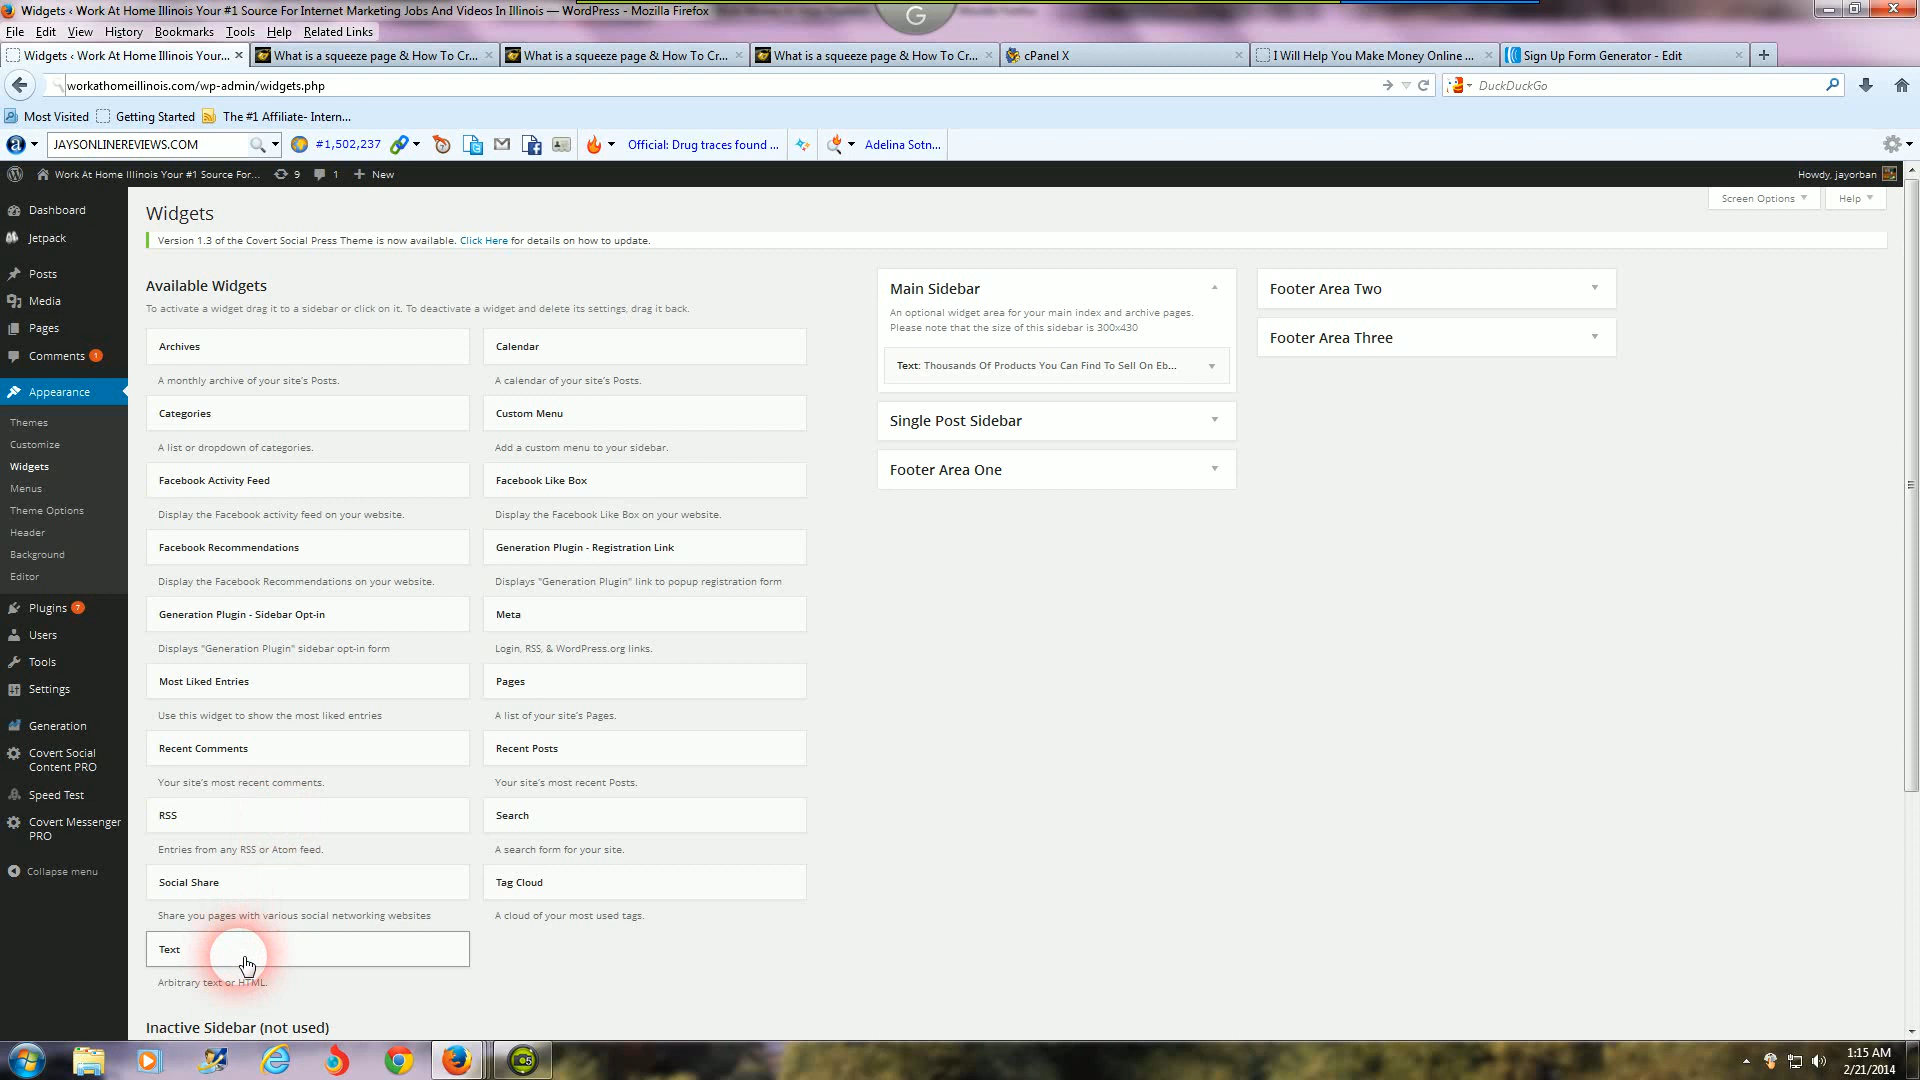 Widgets ‹ Work At Home Illinois Your #1 Source For Internet Marketing Jobs And Videos In Illinois — WordPress - Mozilla Firefox
File Edit View History Bookmarks Tools Help Related Links
Widgets ‹ Work At Home Illinois Your... What is a squeeze page & How To Cr... What is a squeeze page & How To Cr... What is a squeeze page & How To Cr... cPanel X I Will Help You Make Money Online ... Sign Up Form Generator - Edit
workathomeillinois.com/wp-admin/widgets.php DuckDuckGo
Most Visited Getting Started The #1 Affiliate- Intern...
JAYSONLINEREVIEWS.COM #1,502,237 Official: Drug traces found ... Adelina Sotn...
Work At Home Illinois Your #1 Source For... 9 1 New Howdy, jayorban
Screen Options Help
Dashboard
Jetpack
Posts
Media
Pages
Comments 1
Appearance
Themes
Customize
Widgets
Menus
Theme Options
Header
Background
Editor
Plugins 7
Users
Tools
Settings
Generation
Covert Social
Content PRO
Speed Test
Covert Messenger
PRO
Collapse menu
Widgets
Version 1.3 of the Covert Social Press Theme is now available. Click Here for details on how to update.
Available Widgets
To activate a widget drag it to a sidebar or click on it. To deactivate a widget and delete its settings, drag it back.
Archives Calendar
A monthly archive of your site's Posts. A calendar of your site's Posts.
Categories Custom Menu
A list or dropdown of categories. Add a custom menu to your sidebar.
Facebook Activity Feed Facebook Like Box
Display the Facebook activity feed on your website. Display the Facebook Like Box on your website.
Facebook Recommendations Generation Plugin - Registration Link
Display the Facebook Recommendations on your website. Displays "Generation Plugin" link to popup registration form
Generation Plugin - Sidebar Opt-in Meta
Displays "Generation Plugin" sidebar opt-in form Login, RSS, & WordPress.org links.
Most Liked Entries Pages
Use this widget to show the most liked entries A list of your site's Pages.
Recent Comments Recent Posts
Your site's most recent comments. Your site's most recent Posts.
RSS Search
Entries from any RSS or Atom feed. A search form for your site.
Social Share Tag Cloud
Share you pages with various social networking websites A cloud of your most used tags.
Text
Arbitrary text or HTML.
Inactive Sidebar (not used)
Main Sidebar
An optional widget area for your main index and archive pages.
Please note that the size of this sidebar is 300x430
Text: Thousands Of Products You Can Find To Sell On Eb...
Single Post Sidebar
Footer Area One
Footer Area Two
Footer Area Three
1:15 AM
2/21/2014